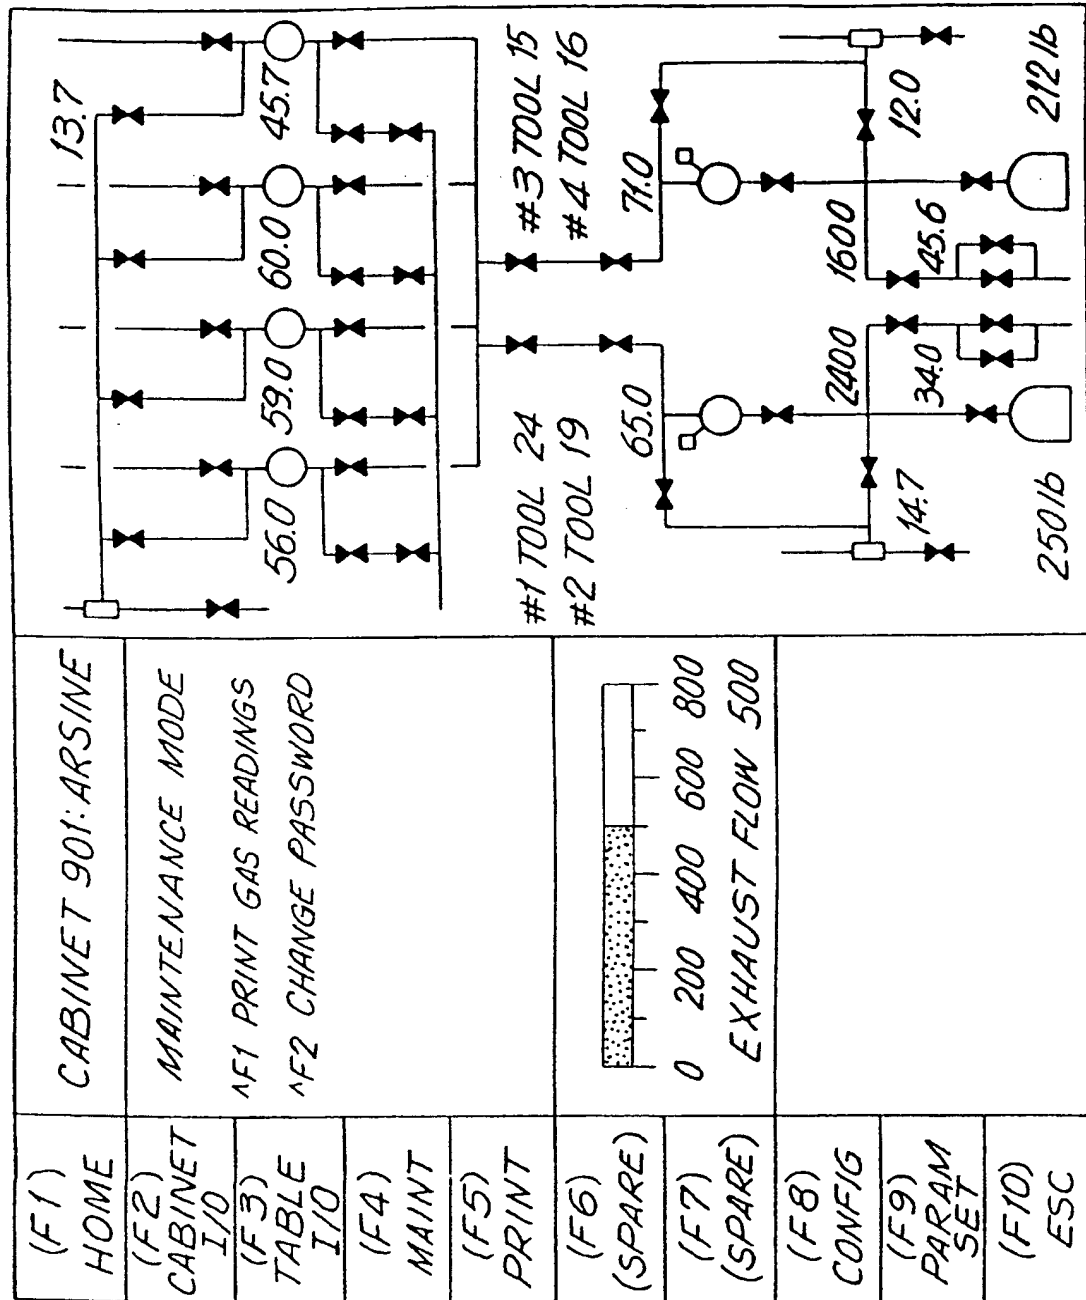 (F1)
HOME
(F2)
CABINET
I/O
(F3)
TABLE
I/O
(F4)
MAINT
(F5)
PRINT
(F6)
(SPARE)
(F7)
(SPARE)
(F8)
CONFIG
(F9)
PARAM
SET
(F10)
ESC
CABINET 901: ARSINE
MAINTENANCE MODE
^F1 PRINT GAS READINGS
^F2 CHANGE PASSWORD
0 200 400 600 800
EXHAUST FLOW 500
13.7
56.0 59.0 60.0 45.7
#1 TOOL 24 #3 TOOL 15
#2 TOOL 19 #4 TOOL 16
65.0 71.0
2400 1600
14.7 34.0 45.6 12.0
250 lb 212 lb